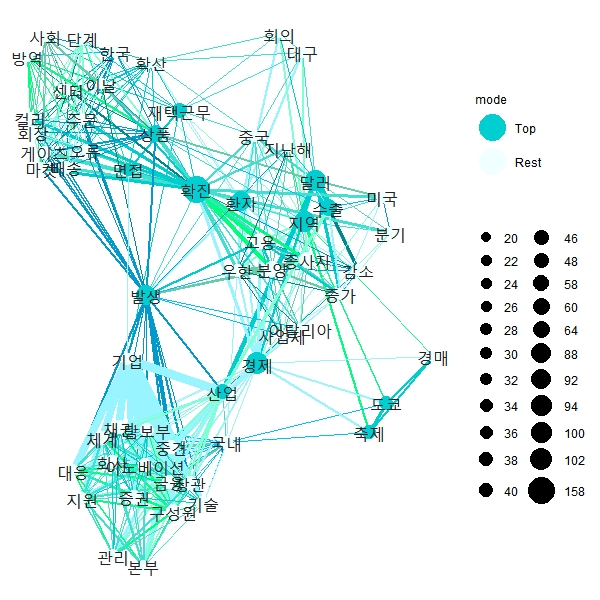 사회 단계
회의
방역
한국
대구
확산
센터
이날
컬러
주문
재택근무
회장
상품
중국
지난해
게이츠
오류
마켓
배송
면접
확진
달러
환자
미국
수출
지역
고용
분기
종사자
우한
분양
감소
발생
증가
이탈리아
사업체
기업
경제
경매
산업
도쿄
축제
채권
담보부
체계
중견
국내
회사
이노베이션
대응
금융
장관
지원
증권
기술
구성원
관리
본부
mode
Top
Rest
20 46
22 48
24 58
26 60
28 64
30 88
32 92
34 94
36 100
38 102
40 158